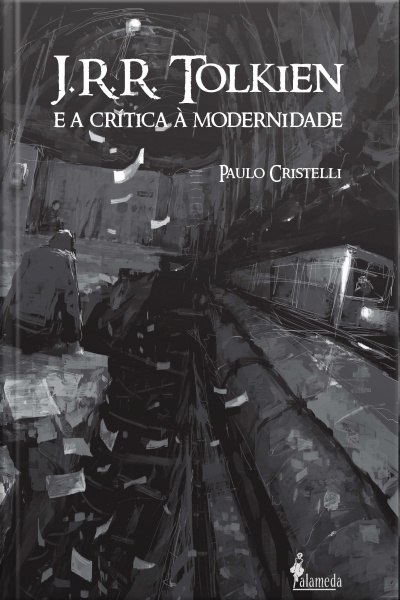 J.R.R. TOLKIEN
E A CRÍTICA À MODERNIDADE
PAULO CRISTELLI
alameda